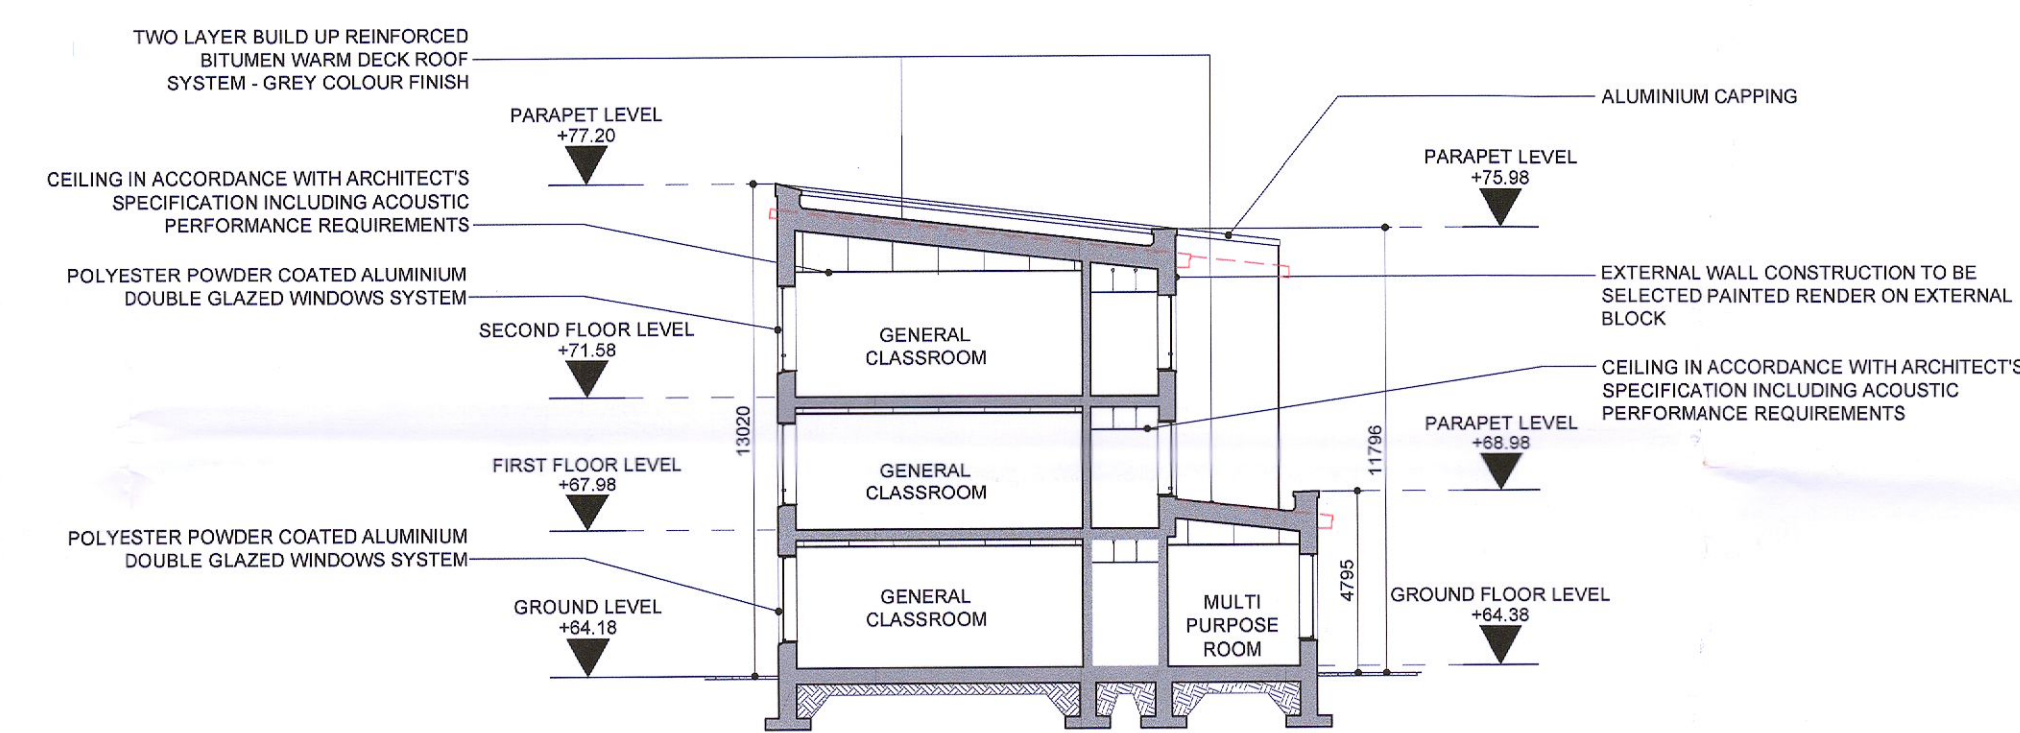 TWO LAYER BUILD UP REINFORCED
BITUMEN WARM DECK ROOF
SYSTEM - GREY COLOUR FINISH
PARAPET LEVEL
+77.20
CEILING IN ACCORDANCE WITH ARCHITECT'S
SPECIFICATION INCLUDING ACOUSTIC
PERFORMANCE REQUIREMENTS
POLYESTER POWDER COATED ALUMINIUM
DOUBLE GLAZED WINDOWS SYSTEM
SECOND FLOOR LEVEL
+71.58
FIRST FLOOR LEVEL
+67.98
POLYESTER POWDER COATED ALUMINIUM
DOUBLE GLAZED WINDOWS SYSTEM
GROUND LEVEL
+64.18
13020
GENERAL
CLASSROOM
GENERAL
CLASSROOM
GENERAL
CLASSROOM
MULTI
PURPOSE
ROOM
4795
11796
ALUMINIUM CAPPING
PARAPET LEVEL
+75.98
EXTERNAL WALL CONSTRUCTION TO BE
SELECTED PAINTED RENDER ON EXTERNAL
BLOCK
CEILING IN ACCORDANCE WITH ARCHITECT'S
SPECIFICATION INCLUDING ACOUSTIC
PERFORMANCE REQUIREMENTS
PARAPET LEVEL
+68.98
GROUND FLOOR LEVEL
+64.38